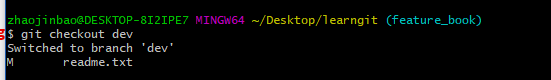 zhaojinbao@DESKTOP-8I2IPE7 MINGW64 ~/Desktop/learngit (feature_book)
$ git checkout dev
Switched to branch 'dev'
M       readme.txt